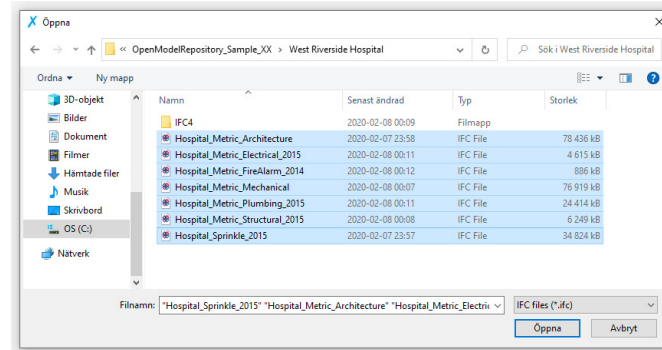 Öppna
« OpenModelRepository_Sample_XX > West Riverside Hospital
Sök i West Riverside Hospital
Ordna Ny mapp
3D-objekt
Bilder
Dokument
Filmer
Hämtade filer
Musik
Skrivbord
OS (C:)
Nätverk
Namn Senast ändrad Typ Storlek
IFC4 2020-02-08 00:09 Filmapp
Hospital_Metric_Architecture 2020-02-07 23:58 IFC File 78 436 kB
Hospital_Metric_Electrical_2015 2020-02-08 00:11 IFC File 4 615 kB
Hospital_Metric_FireAlarm_2014 2020-02-08 00:12 IFC File 886 kB
Hospital_Metric_Mechanical 2020-02-08 00:07 IFC File 76 919 kB
Hospital_Metric_Plumbing_2015 2020-02-08 00:11 IFC File 24 414 kB
Hospital_Metric_Structural_2015 2020-02-08 00:08 IFC File 6 249 kB
Hospital_Sprinkle_2015 2020-02-07 23:57 IFC File 34 824 kB
Filnamn: "Hospital_Sprinkle_2015" "Hospital_Metric_Architecture" "Hospital_Metric_Electric IFC files (*.ifc)
Öppna Avbryt